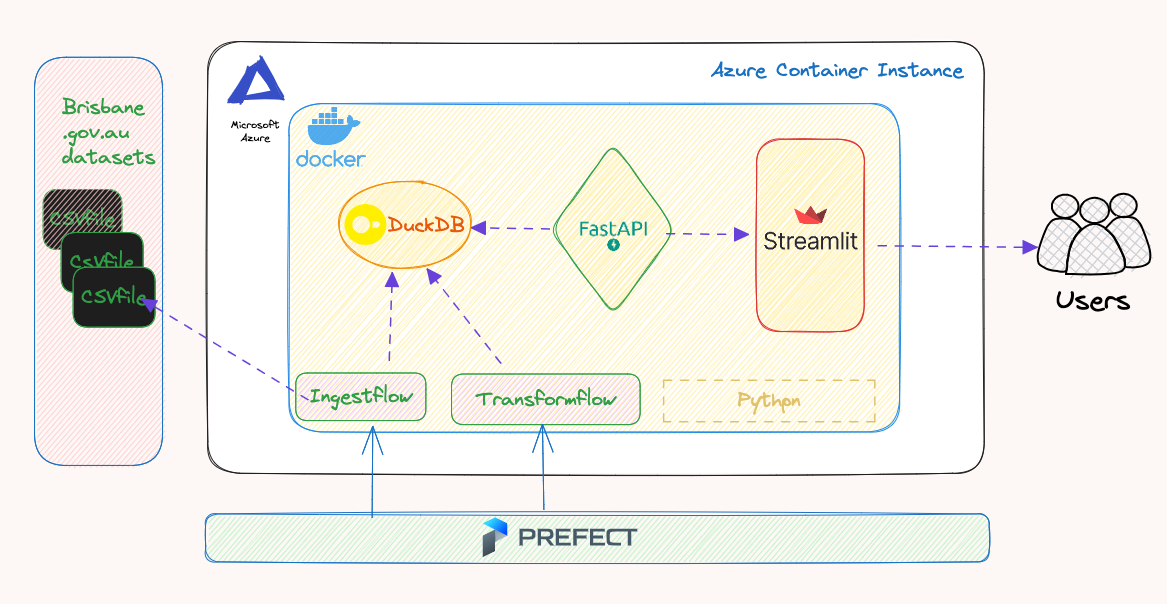 Azure Container Instance
Microsoft
Azure
Brisbane
.gov.au
datasets
docker
CSVfile
CSVfile
CSVfile
DuckDB
FastAPI
Streamlit
Users
Ingestflow
Transformflow
Python
PREFECT